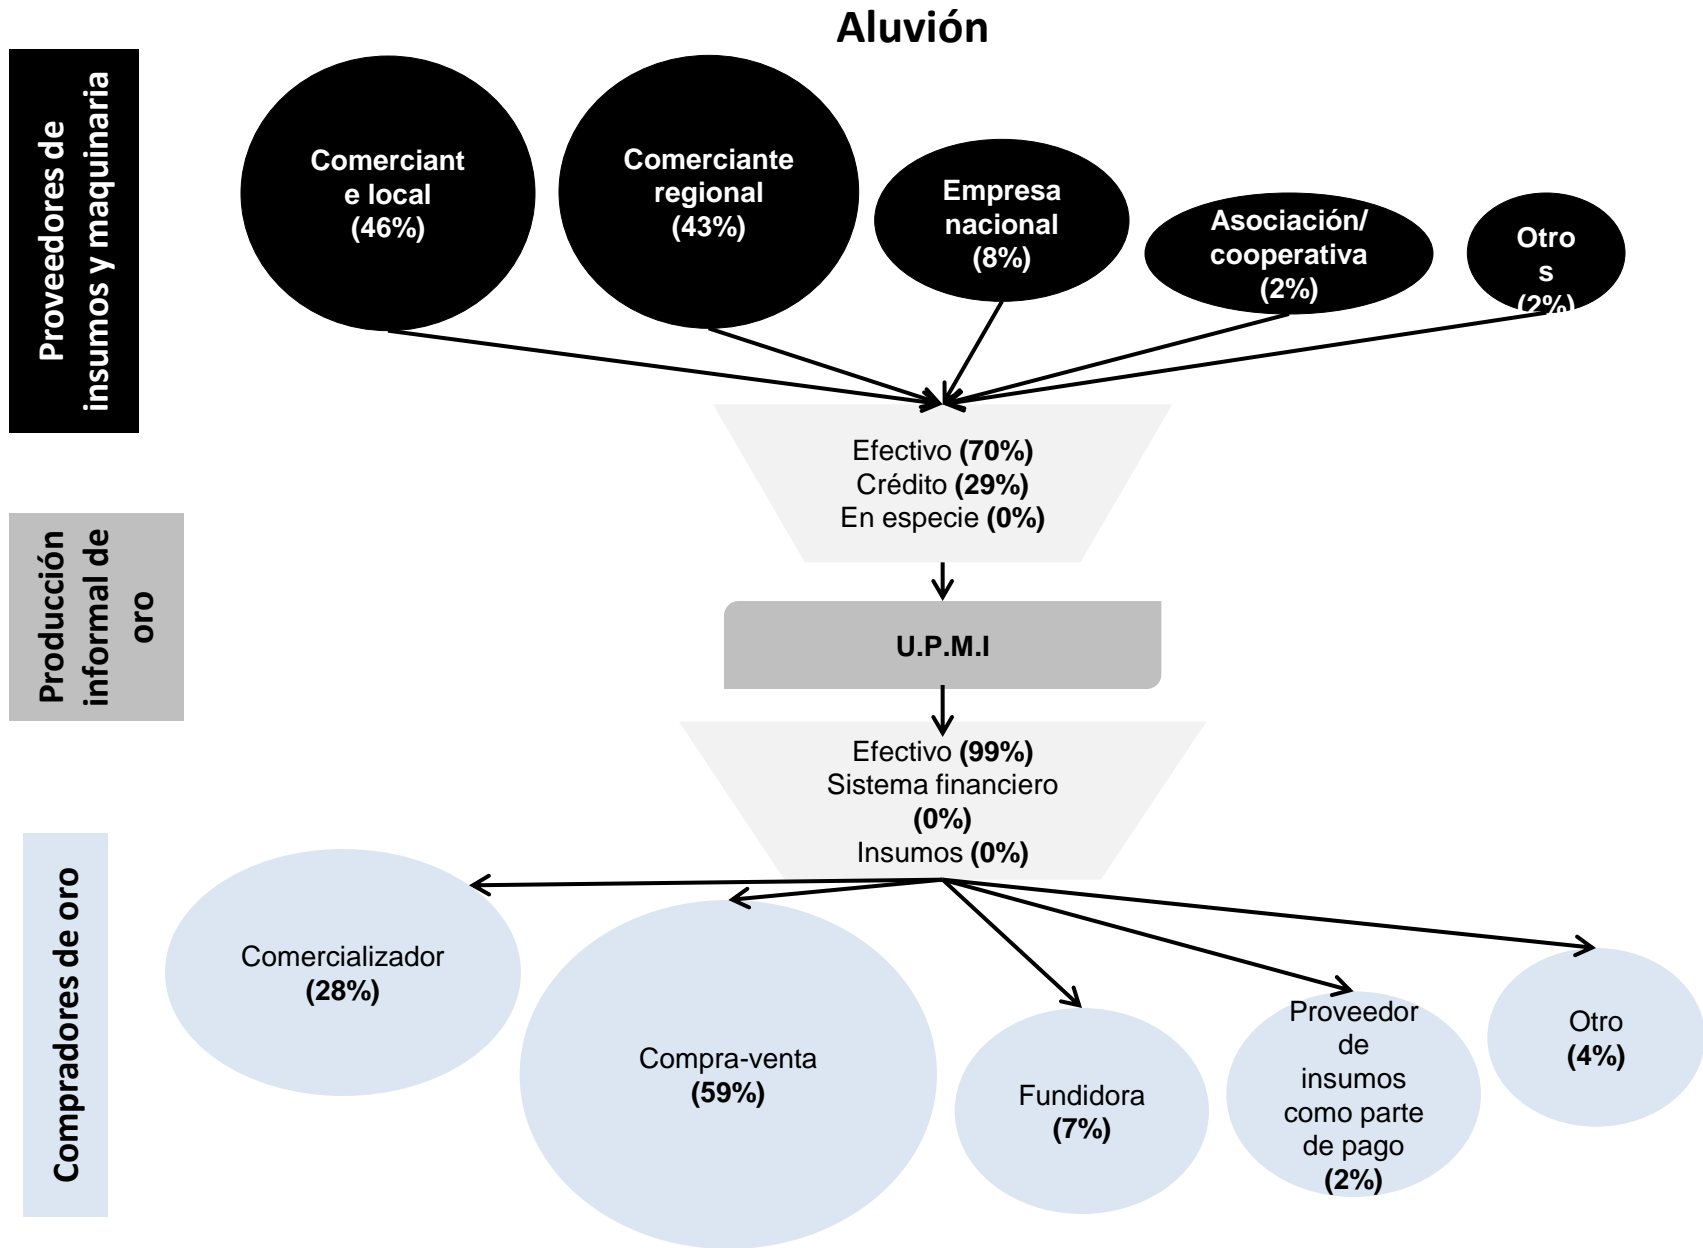 Aluvión
Proveedores de
insumos y maquinaria
Comerciant
e local
(46%)
Comerciante
regional
(43%)
Empresa
nacional
(8%)
Asociación/
cooperativa
(2%)
Otro
s
(2%)
Efectivo (70%)
Crédito (29%)
En especie (0%)
Producción
informal de
oro
U.P.M.I
Efectivo (99%)
Sistema financiero
(0%)
Insumos (0%)
Compradores de oro
Comercializador
(28%)
Compra-venta
(59%)
Fundidora
(7%)
Proveedor
de
insumos
como parte
de pago
(2%)
Otro
(4%)